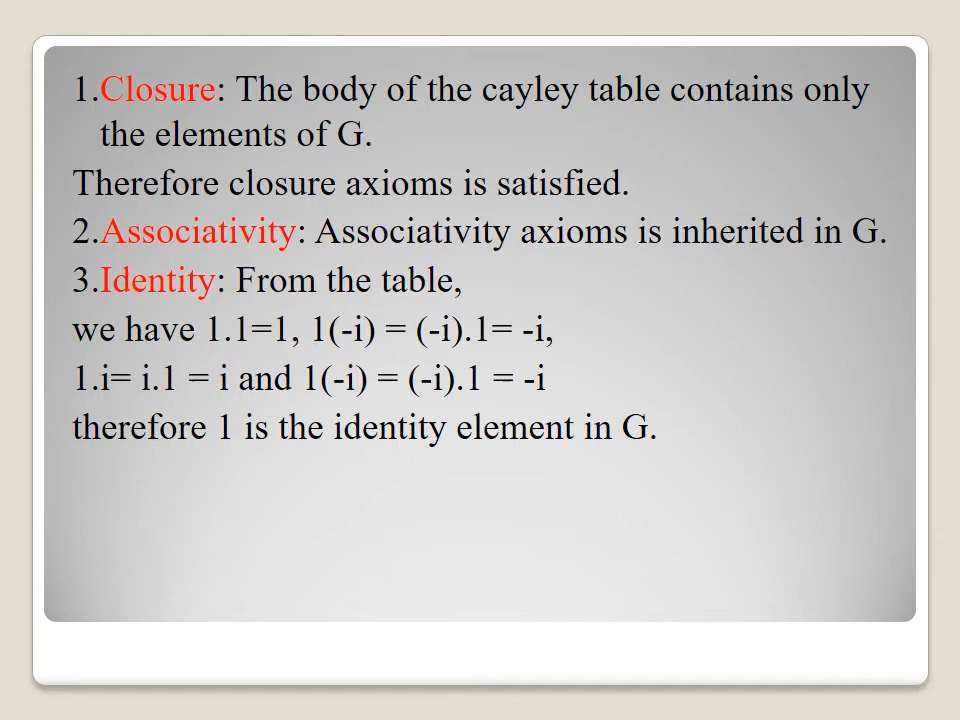 1.Closure: The body of the cayley table contains only
the elements of G.
Therefore closure axioms is satisfied.
2.Associativity: Associativity axioms is inherited in G.
3.Identity: From the table,
we have 1.1=1, 1(-i) = (-i).1= -i,
1.i= i.1 = i and 1(-i) = (-i).1 = -i
therefore 1 is the identity element in G.